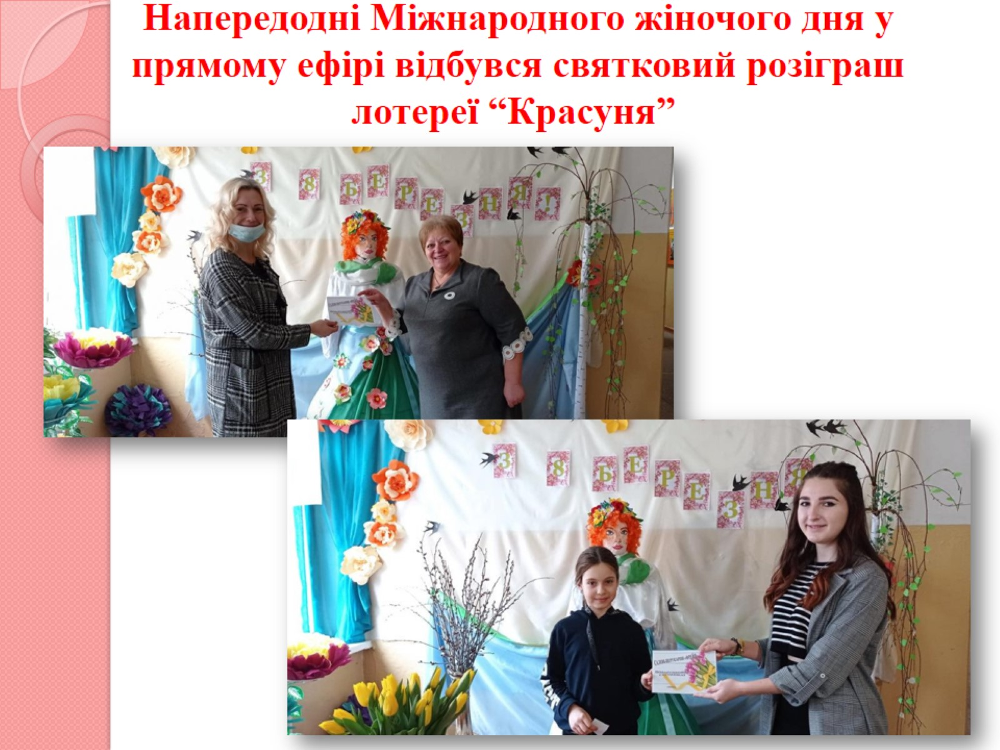 Напередодні Міжнародного жіночого дня у
прямому ефірі відбувся святковий розіграш
лотереї “Красуня”
З 8 БЕРЕЗНЯ!
З 8 БЕРЕЗНЯ